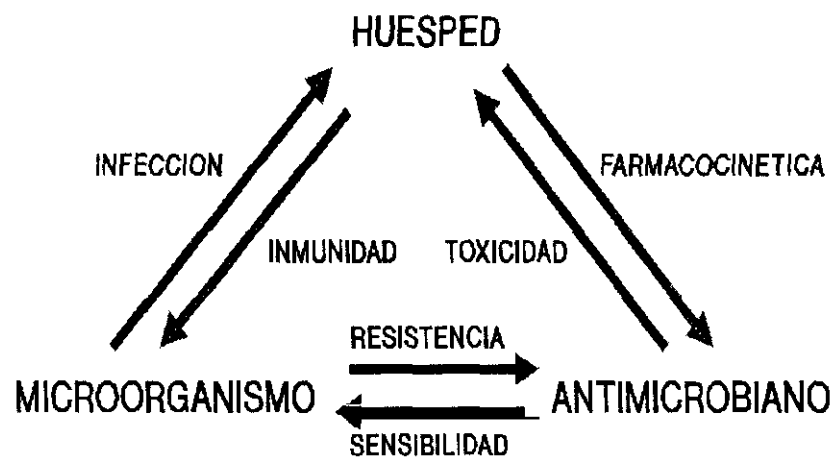 HUESPED
INFECCION
FARMACOCINETICA
INMUNIDAD
TOXICIDAD
RESISTENCIA
MICROORGANISMO
ANTIMICROBIANO
SENSIBILIDAD